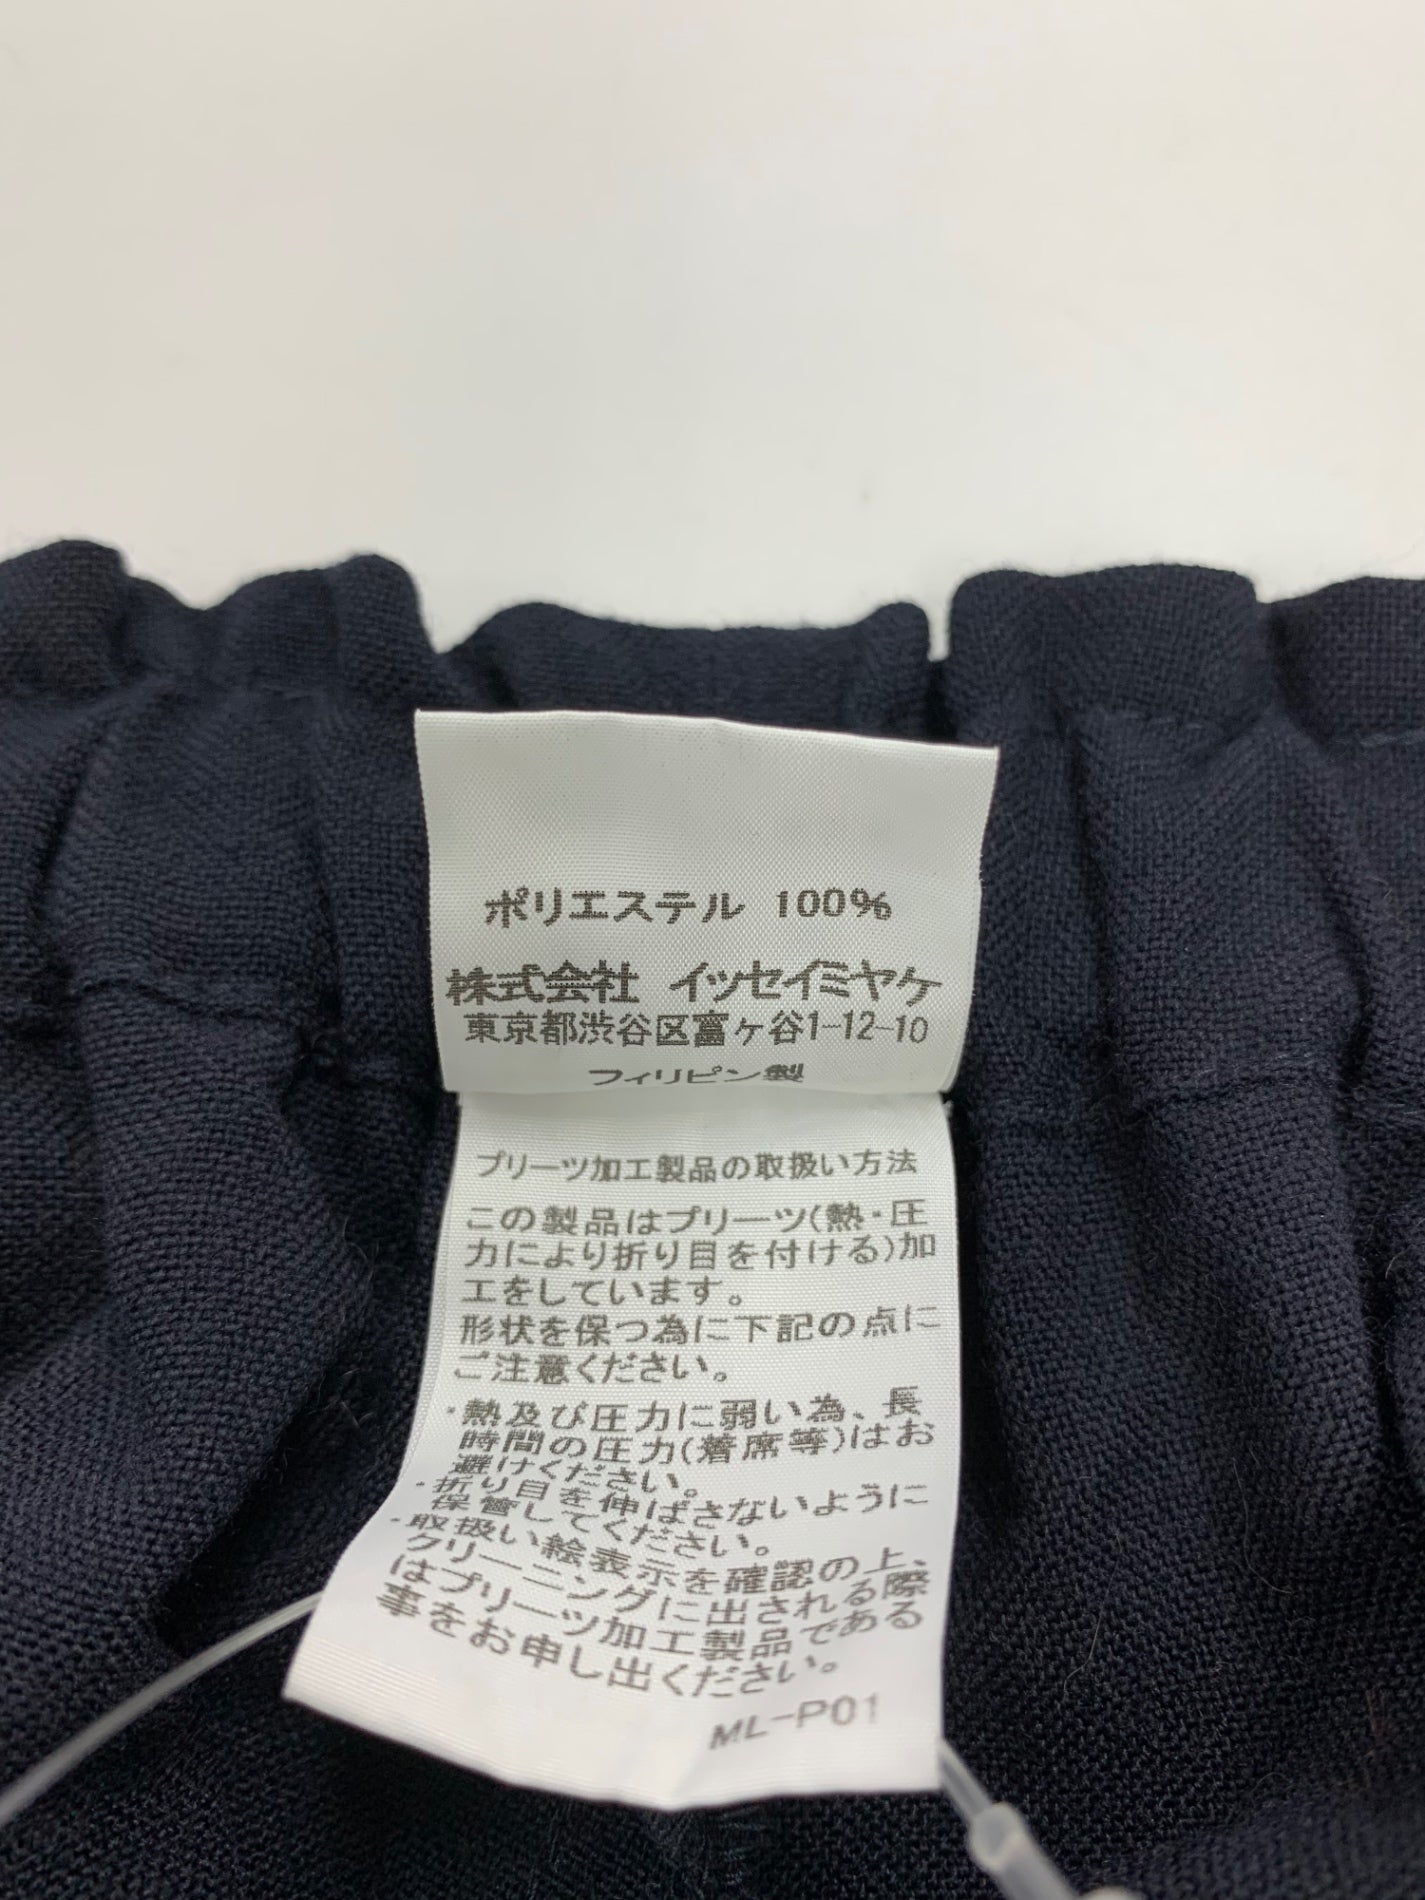 ポリエステル 100%
株式会社 イッセイミヤケ
東京都渋谷区富ヶ谷1-12-10
フィリピン製
プリーツ加工製品の取扱い方法
この製品はプリーツ(熱・圧
力により折り目を付ける)加
工をしています。
形状を保つ為に下記の点に
ご注意ください。
・熱及び圧力に弱い為、長
時間の圧力(着席等)はお
避けください。
・折り目を伸ばさないように
保管してください。
・取扱い絵表示を確認の上、
クリーニングに出される際
はプリーツ加工製品である
事をお申し出ください。
ML-P01